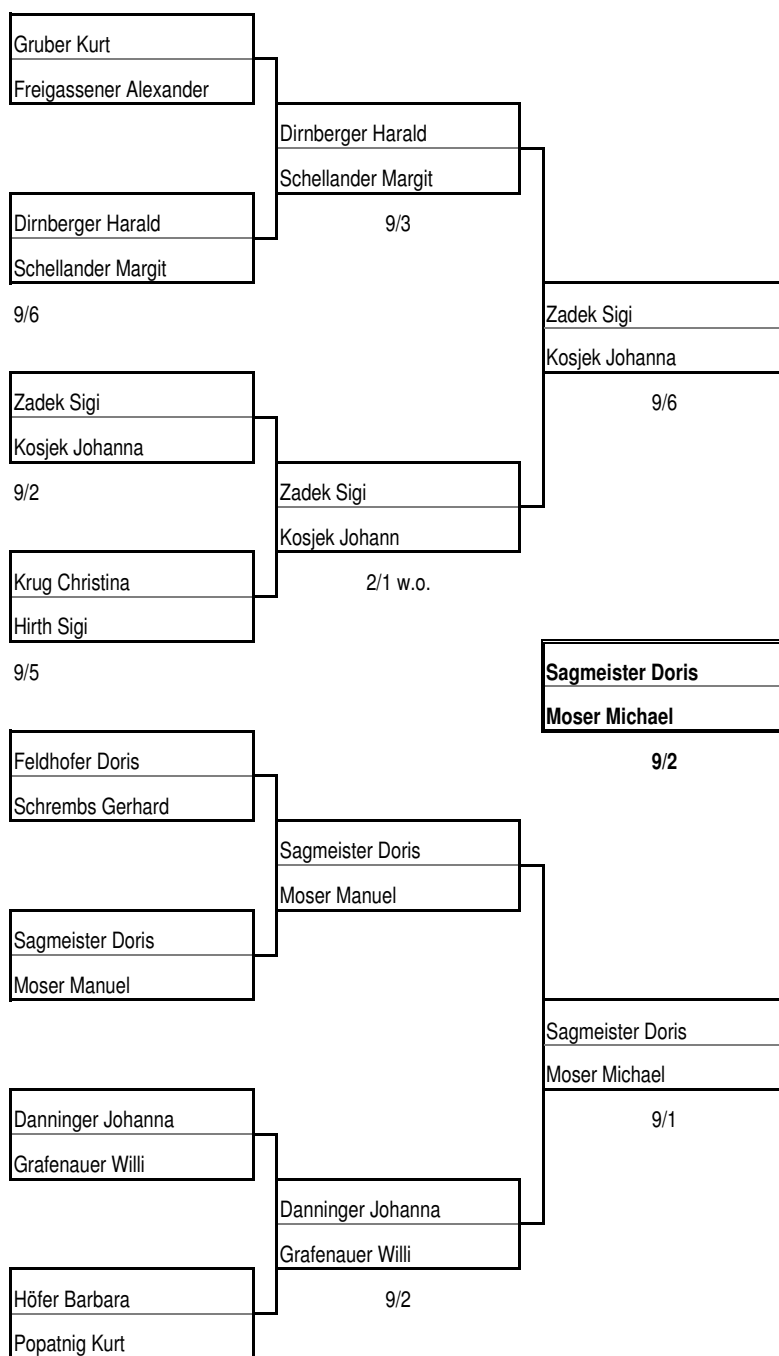 Gruber Kurt
Freigassener Alexander
Dirnberger Harald
Schellander Margit
Dirnberger Harald
9/3
Schellander Margit
9/6
Zadek Sigi
Kosjek Johanna
Zadek Sigi
9/6
Kosjek Johanna
9/2
Zadek Sigi
Kosjek Johann
Krug Christina
2/1 w.o.
Hirth Sigi
9/5
Sagmeister Doris
Moser Michael
Feldhofer Doris
9/2
Schrembs Gerhard
Sagmeister Doris
Moser Manuel
Sagmeister Doris
Moser Manuel
Sagmeister Doris
Moser Michael
Danninger Johanna
9/1
Grafenauer Willi
Danninger Johanna
Grafenauer Willi
Höfer Barbara
9/2
Popatnig Kurt